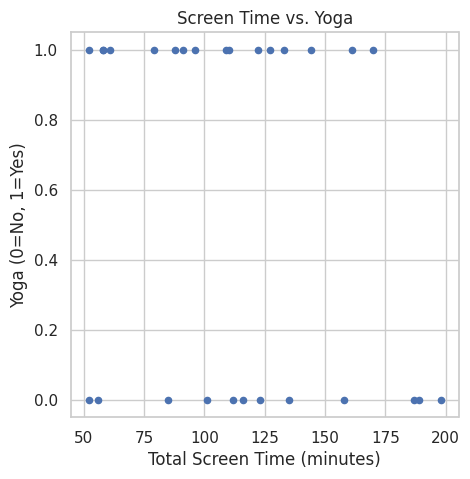 Screen Time vs. Yoga
Yoga (0=No, 1=Yes)
1.0
0.8
0.6
0.4
0.2
0.0
50 75 100 125 150 175 200
Total Screen Time (minutes)